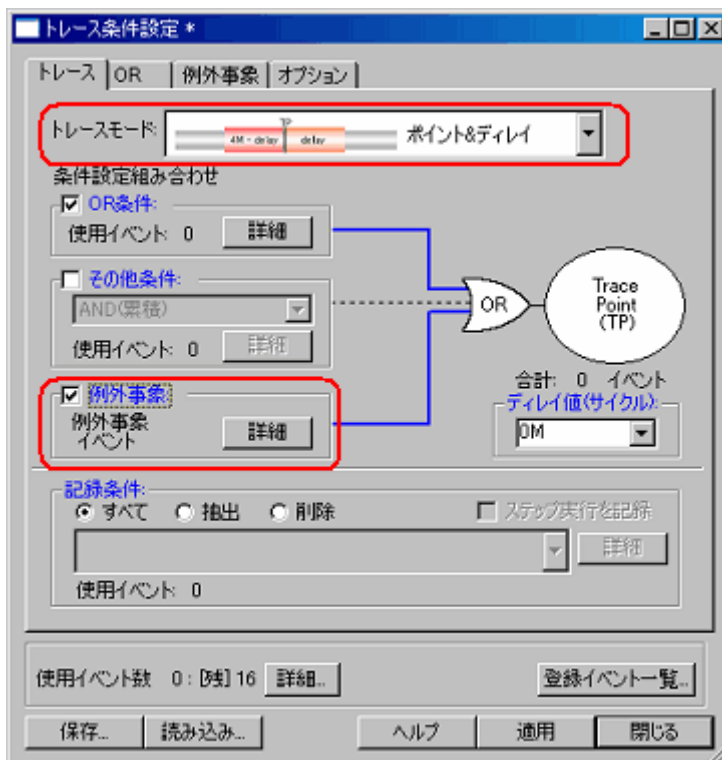 トレース条件設定 *
トレース OR 例外事象 オプション
トレースモード:
TP
4M - delay delay
ポイント&ディレイ
条件設定組み合わせ
OR条件:
使用イベント: 0 詳細
その他条件:
AND(累積)
使用イベント: 0 詳細
例外事象:
例外事象
イベント
詳細
OR
Trace
Point
(TP)
合計: 0 イベント
ディレイ値(サイクル):
0M
記録条件:
すべて 抽出 削除 ステップ実行を記録
詳細
使用イベント: 0
使用イベント数 0 : [残] 16 詳細... 登録イベント一覧...
保存... 読み込み... ヘルプ 適用 閉じる